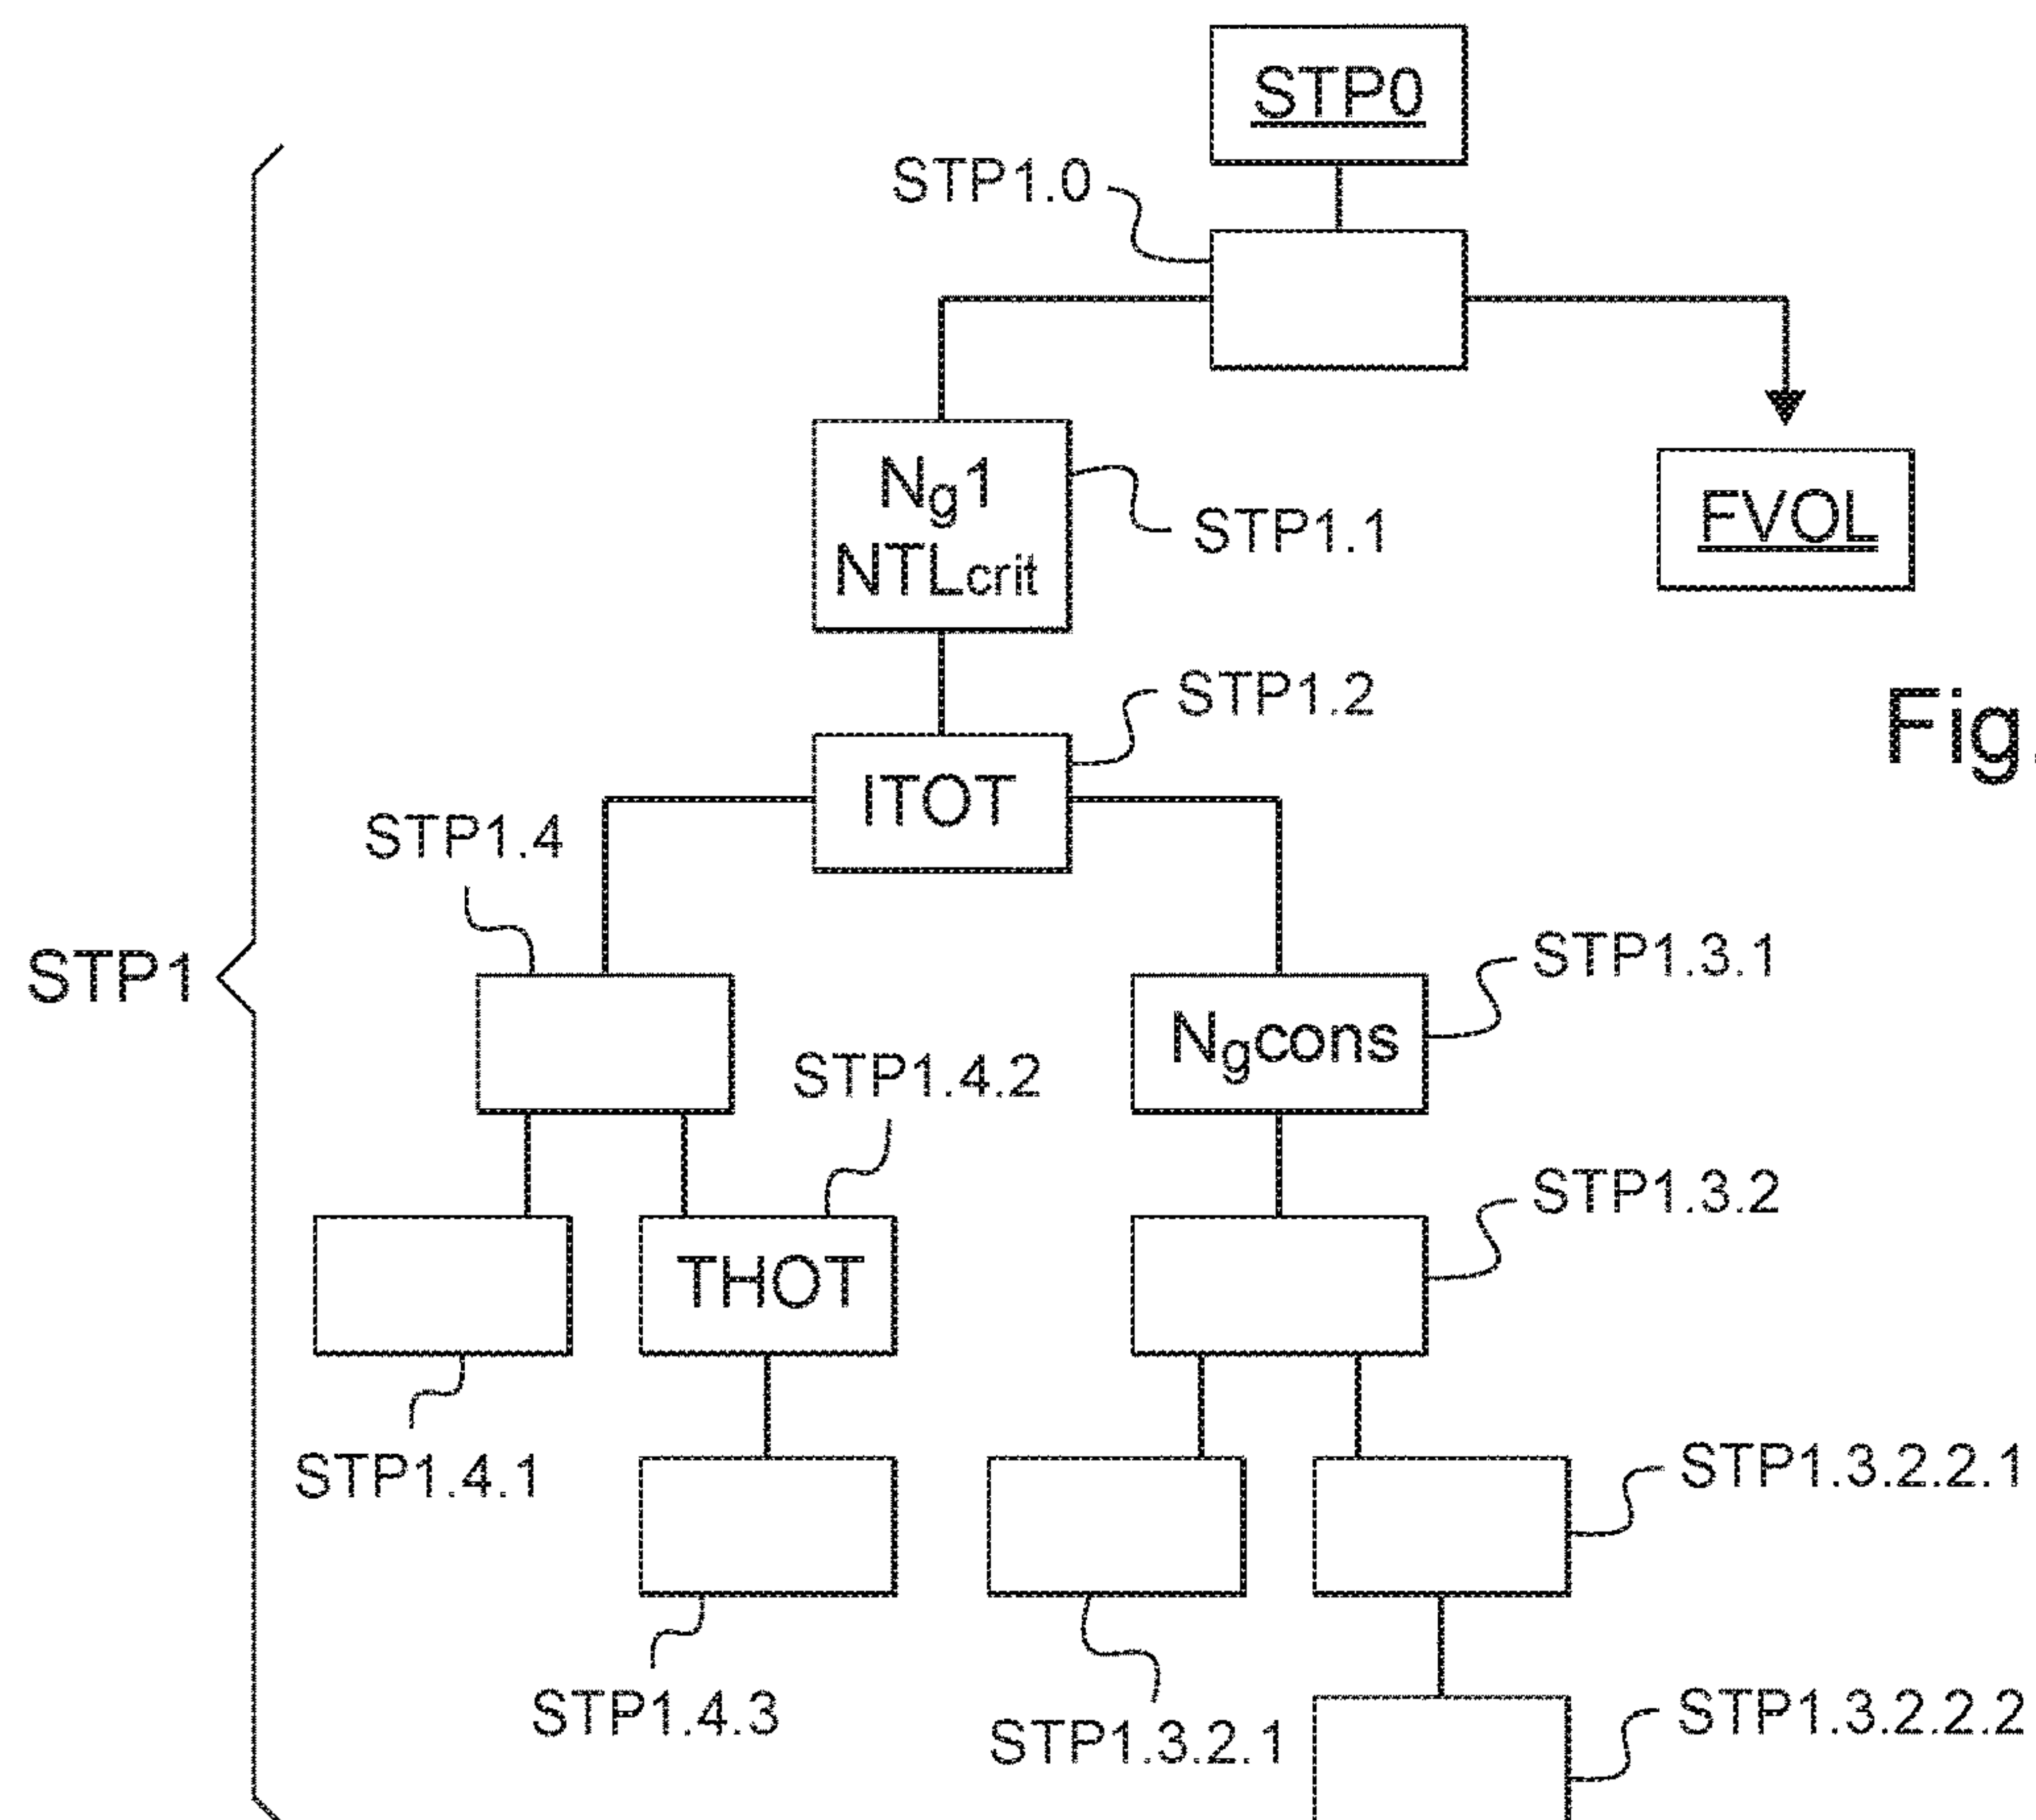 STP0
STP1.0
Ng1
NTLcrit
STP1.1
FVOL
STP1.2
Fig.
ITOT
STP1.4
STP1
STP1.3.1
Ngcons
STP1.4.2
STP1.3.2
THOT
STP1.4.1
STP1.3.2.2.1
STP1.4.3
STP1.3.2.1
STP1.3.2.2.2